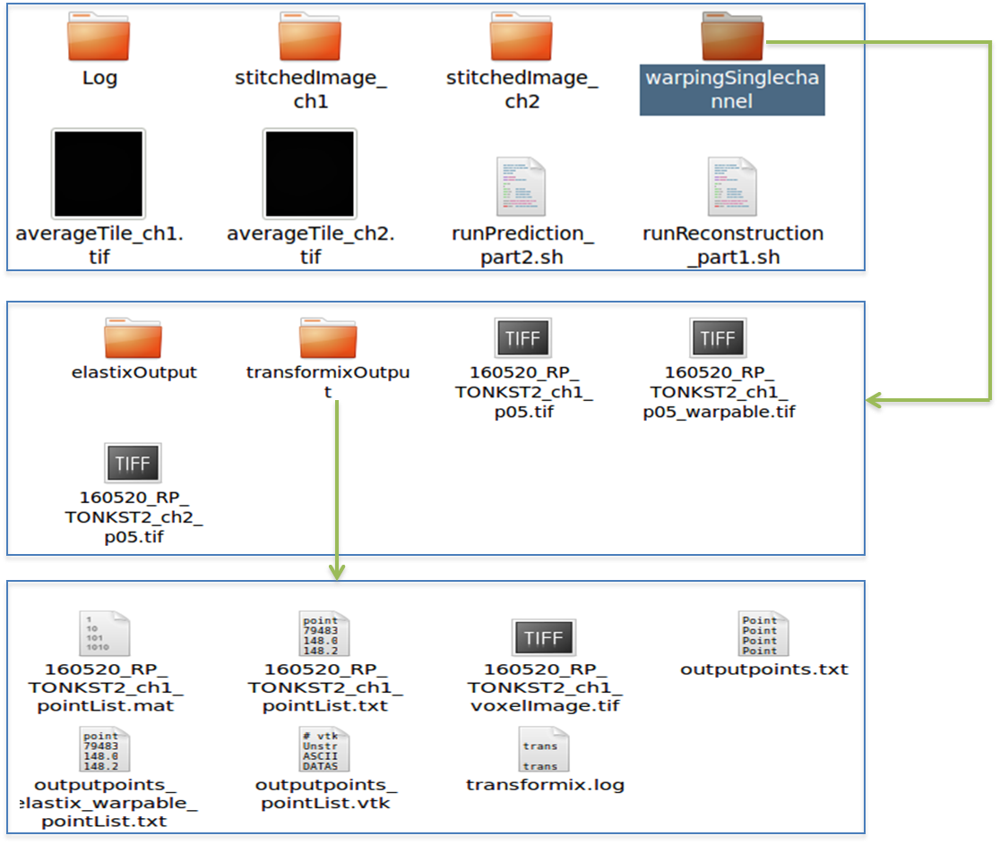 Log
stitchedImage_
ch1
stitchedImage_
ch2
warpingSinglecha
nnel
averageTile_ch1.
tif
averageTile_ch2.
tif
runPrediction_
part2.sh
runReconstruction
_part1.sh
elastixOutput
transformixOutpu
t
TIFF
160520_RP_
TONKST2_ch1_
p05.tif
TIFF
160520_RP_
TONKST2_ch1_
p05_warpable.tif
TIFF
160520_RP_
TONKST2_ch2_
p05.tif
1
10
101
1010
160520_RP_
TONKST2_ch1_
pointList.mat
point
79483
148.0
148.2
160520_RP_
TONKST2_ch1_
pointList.txt
TIFF
160520_RP_
TONKST2_ch1_
voxelImage.tif
Point
Point
Point
Point
outputpoints.txt
point
79483
148.0
148.2
outputpoints_
elastix_warpable_
pointList.txt
# vtk
Unstr
ASCII
DATAS
outputpoints_
pointList.vtk
trans
trans
transformix.log